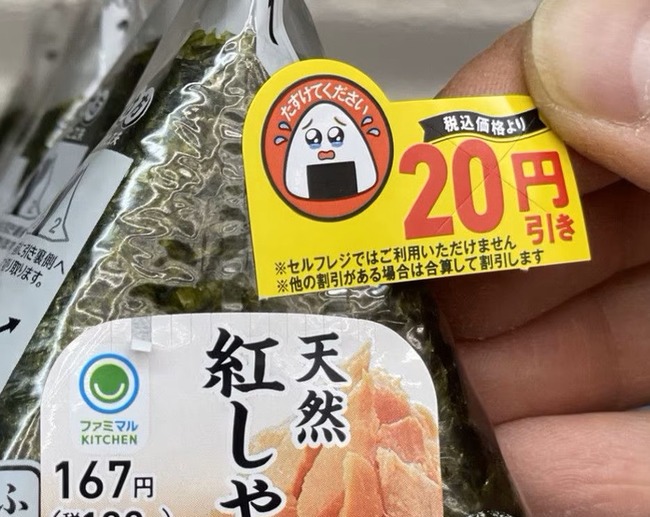 たすけてください
税込価格より
20円
引き
※セルフレジではご利用いただけません
※他の割引がある場合は合算して割引します
天然
紅しゃ
ファミマル
KITCHEN
167円
2
ふ